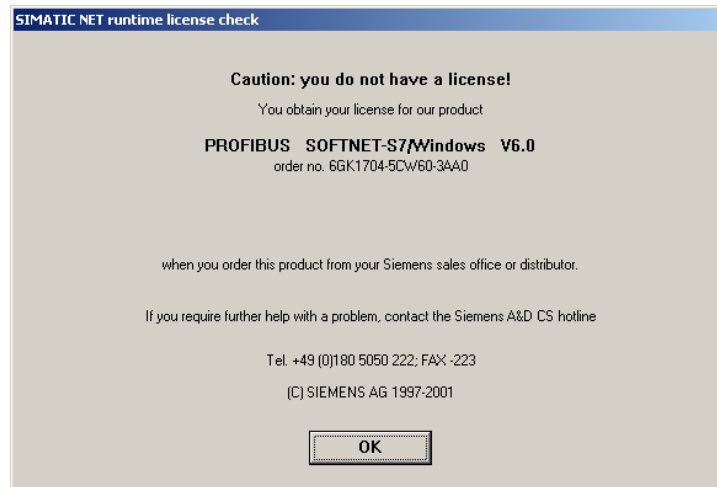 SIMATIC NET runtime license check
Caution: you do not have a license!
You obtain your license for our product
PROFIBUS SOFTNET-S7/Windows V6.0
order no. 6GK1704-5CW60-3AA0
when you order this product from your Siemens sales office or distributor.
If you require further help with a problem, contact the Siemens A&D CS hotline
Tel. +49 (0)180 5050 222; FAX -223
(C) SIEMENS AG 1997-2001
OK